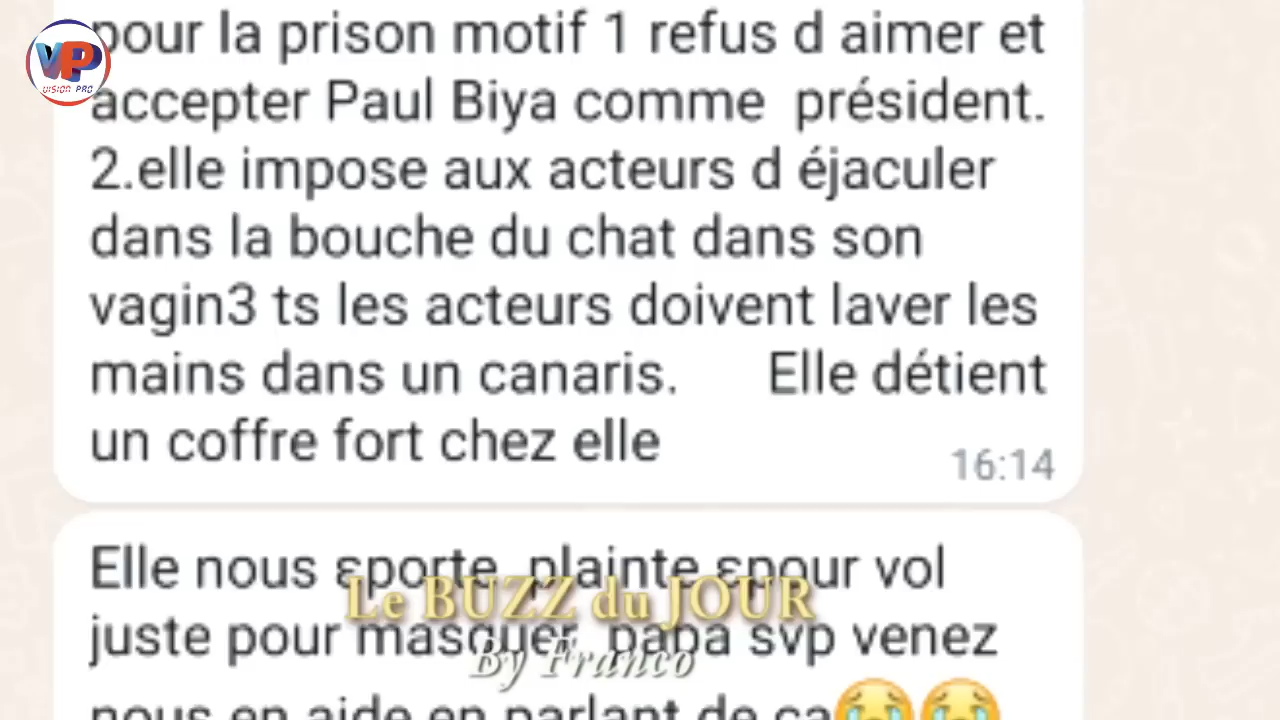 pour la prison motif 1 refus d aimer et
accepter Paul Biya comme président.
2.elle impose aux acteurs d éjaculer
dans la bouche du chat dans son
vagin3 ts les acteurs doivent laver les
mains dans un canaris. Elle détient
un coffre fort chez elle
16:14
Elle nous sporte plainte spour vol
juste pour masquer papa svp venez
nous en aide en parlant de ça😭😭
Le BUZZ du JOUR
By Franco
VP
VISION PRO